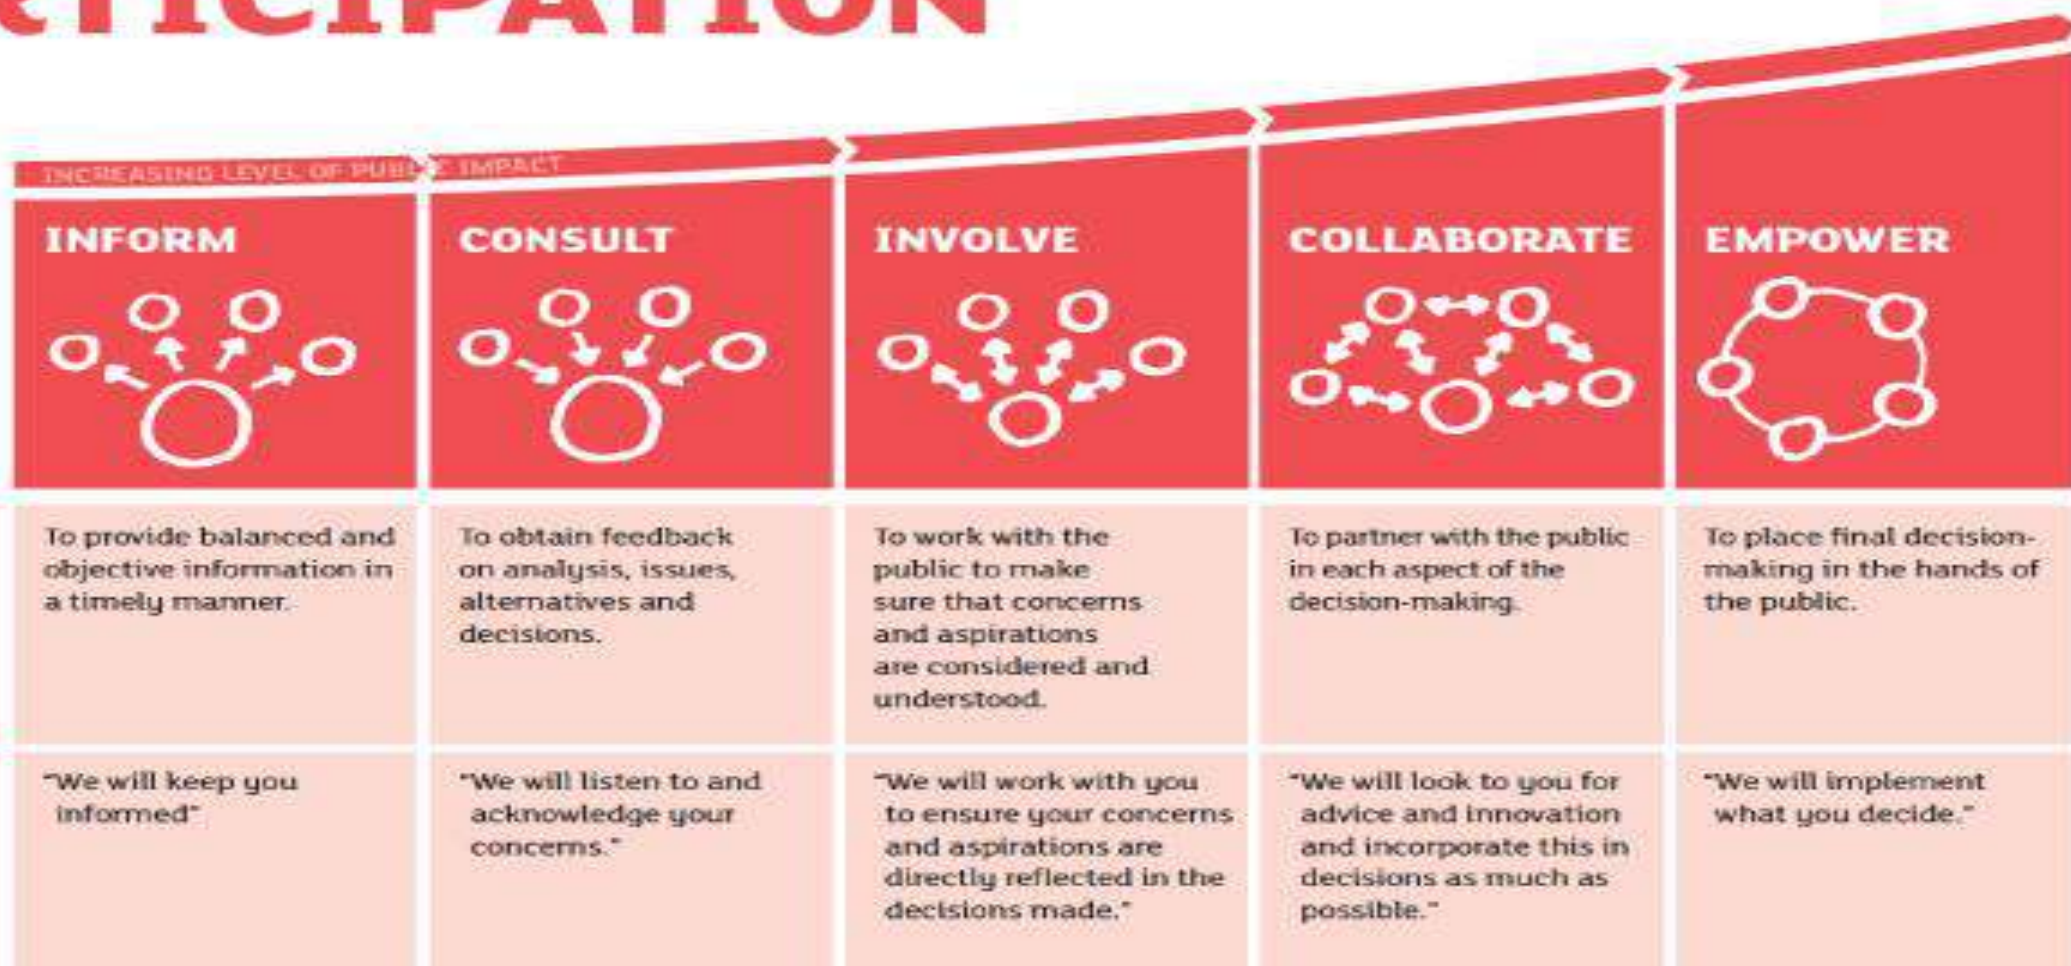 RTICIPATION
INCREASING LEVEL OF PUBLIC IMPACT
INFORM
CONSULT
INVOLVE
COLLABORATE
EMPOWER
To provide balanced and
objective information in
a timely manner.
To obtain feedback
on analysis, issues,
alternatives and
decisions.
To work with the
public to make
sure that concerns
and aspirations
are considered and
understood.
To partner with the public
in each aspect of the
decision-making.
To place final decision-
making in the hands of
the public.
"We will keep you
informed"
"We will listen to and
acknowledge your
concerns."
"We will work with you
to ensure your concerns
and aspirations are
directly reflected in the
decisions made."
"We will look to you for
advice and innovation
and incorporate this in
decisions as much as
possible."
"We will implement
what you decide."